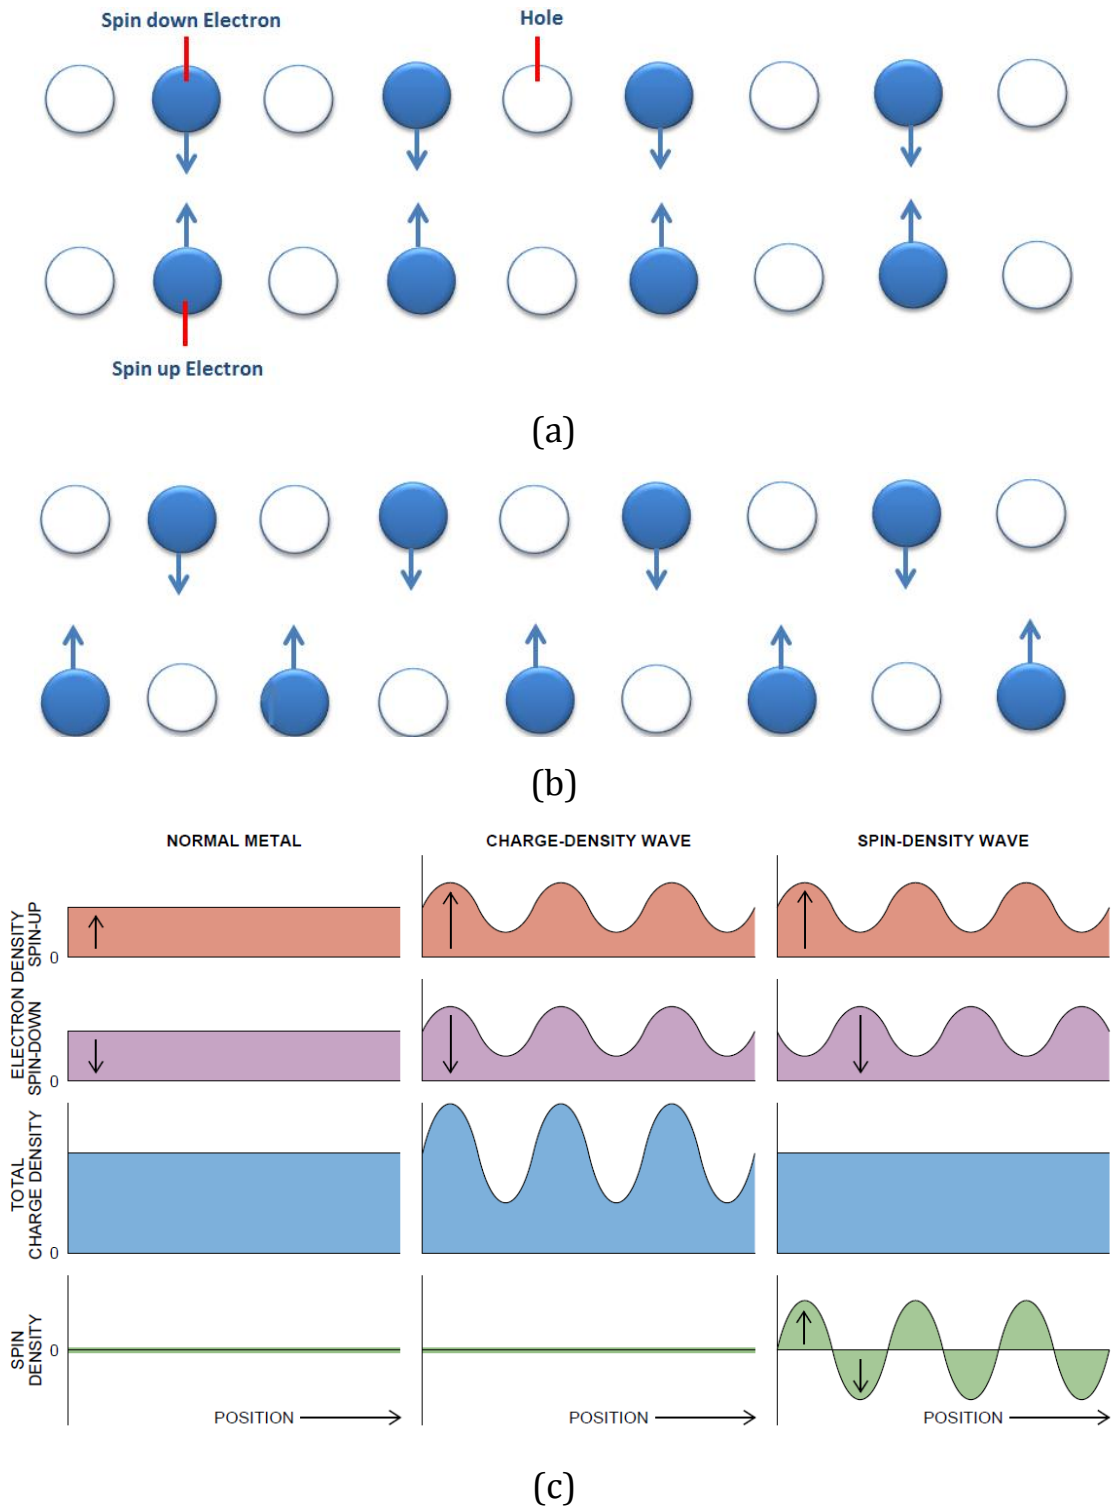 Spin down Electron
Hole
Spin up Electron
(a)
(b)
NORMAL METAL
CHARGE-DENSITY WAVE
SPIN-DENSITY WAVE
ELECTRON DENSITY
SPIN-UP
0
SPIN-DOWN
0
TOTAL
CHARGE DENSITY
0
SPIN
DENSITY
0
POSITION
POSITION
POSITION
(c)